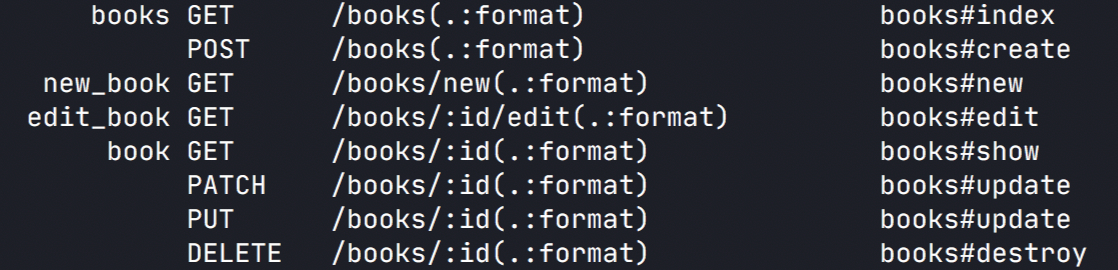 books GET /books(.:format) books#index
POST /books(.:format) books#create
new_book GET /books/new(.:format) books#new
edit_book GET /books/:id/edit(.:format) books#edit
book GET /books/:id(.:format) books#show
PATCH /books/:id(.:format) books#update
PUT /books/:id(.:format) books#update
DELETE /books/:id(.:format) books#destroy